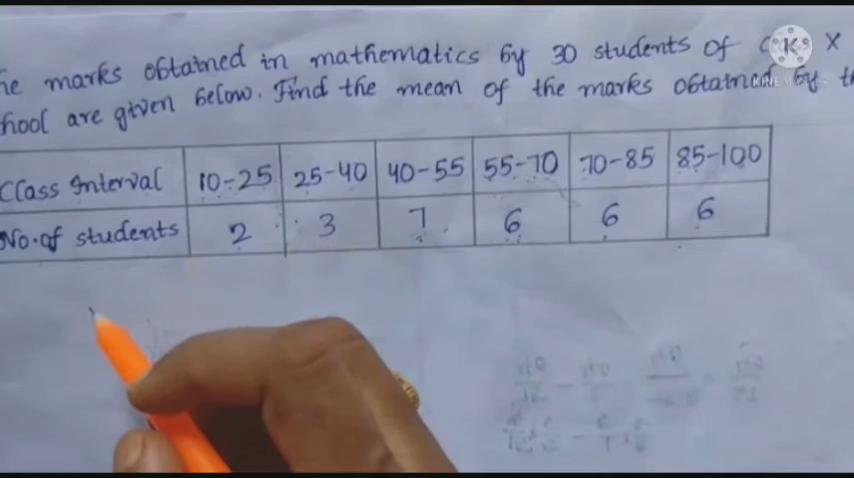 he marks obtained in mathematics by 30 students of X
hool are given below. Find the mean of the marks obtained by th
Class Interval 10-25 25-40 40-55 55-70 70-85 85-100
No. of students 2 3 7 6 6 6